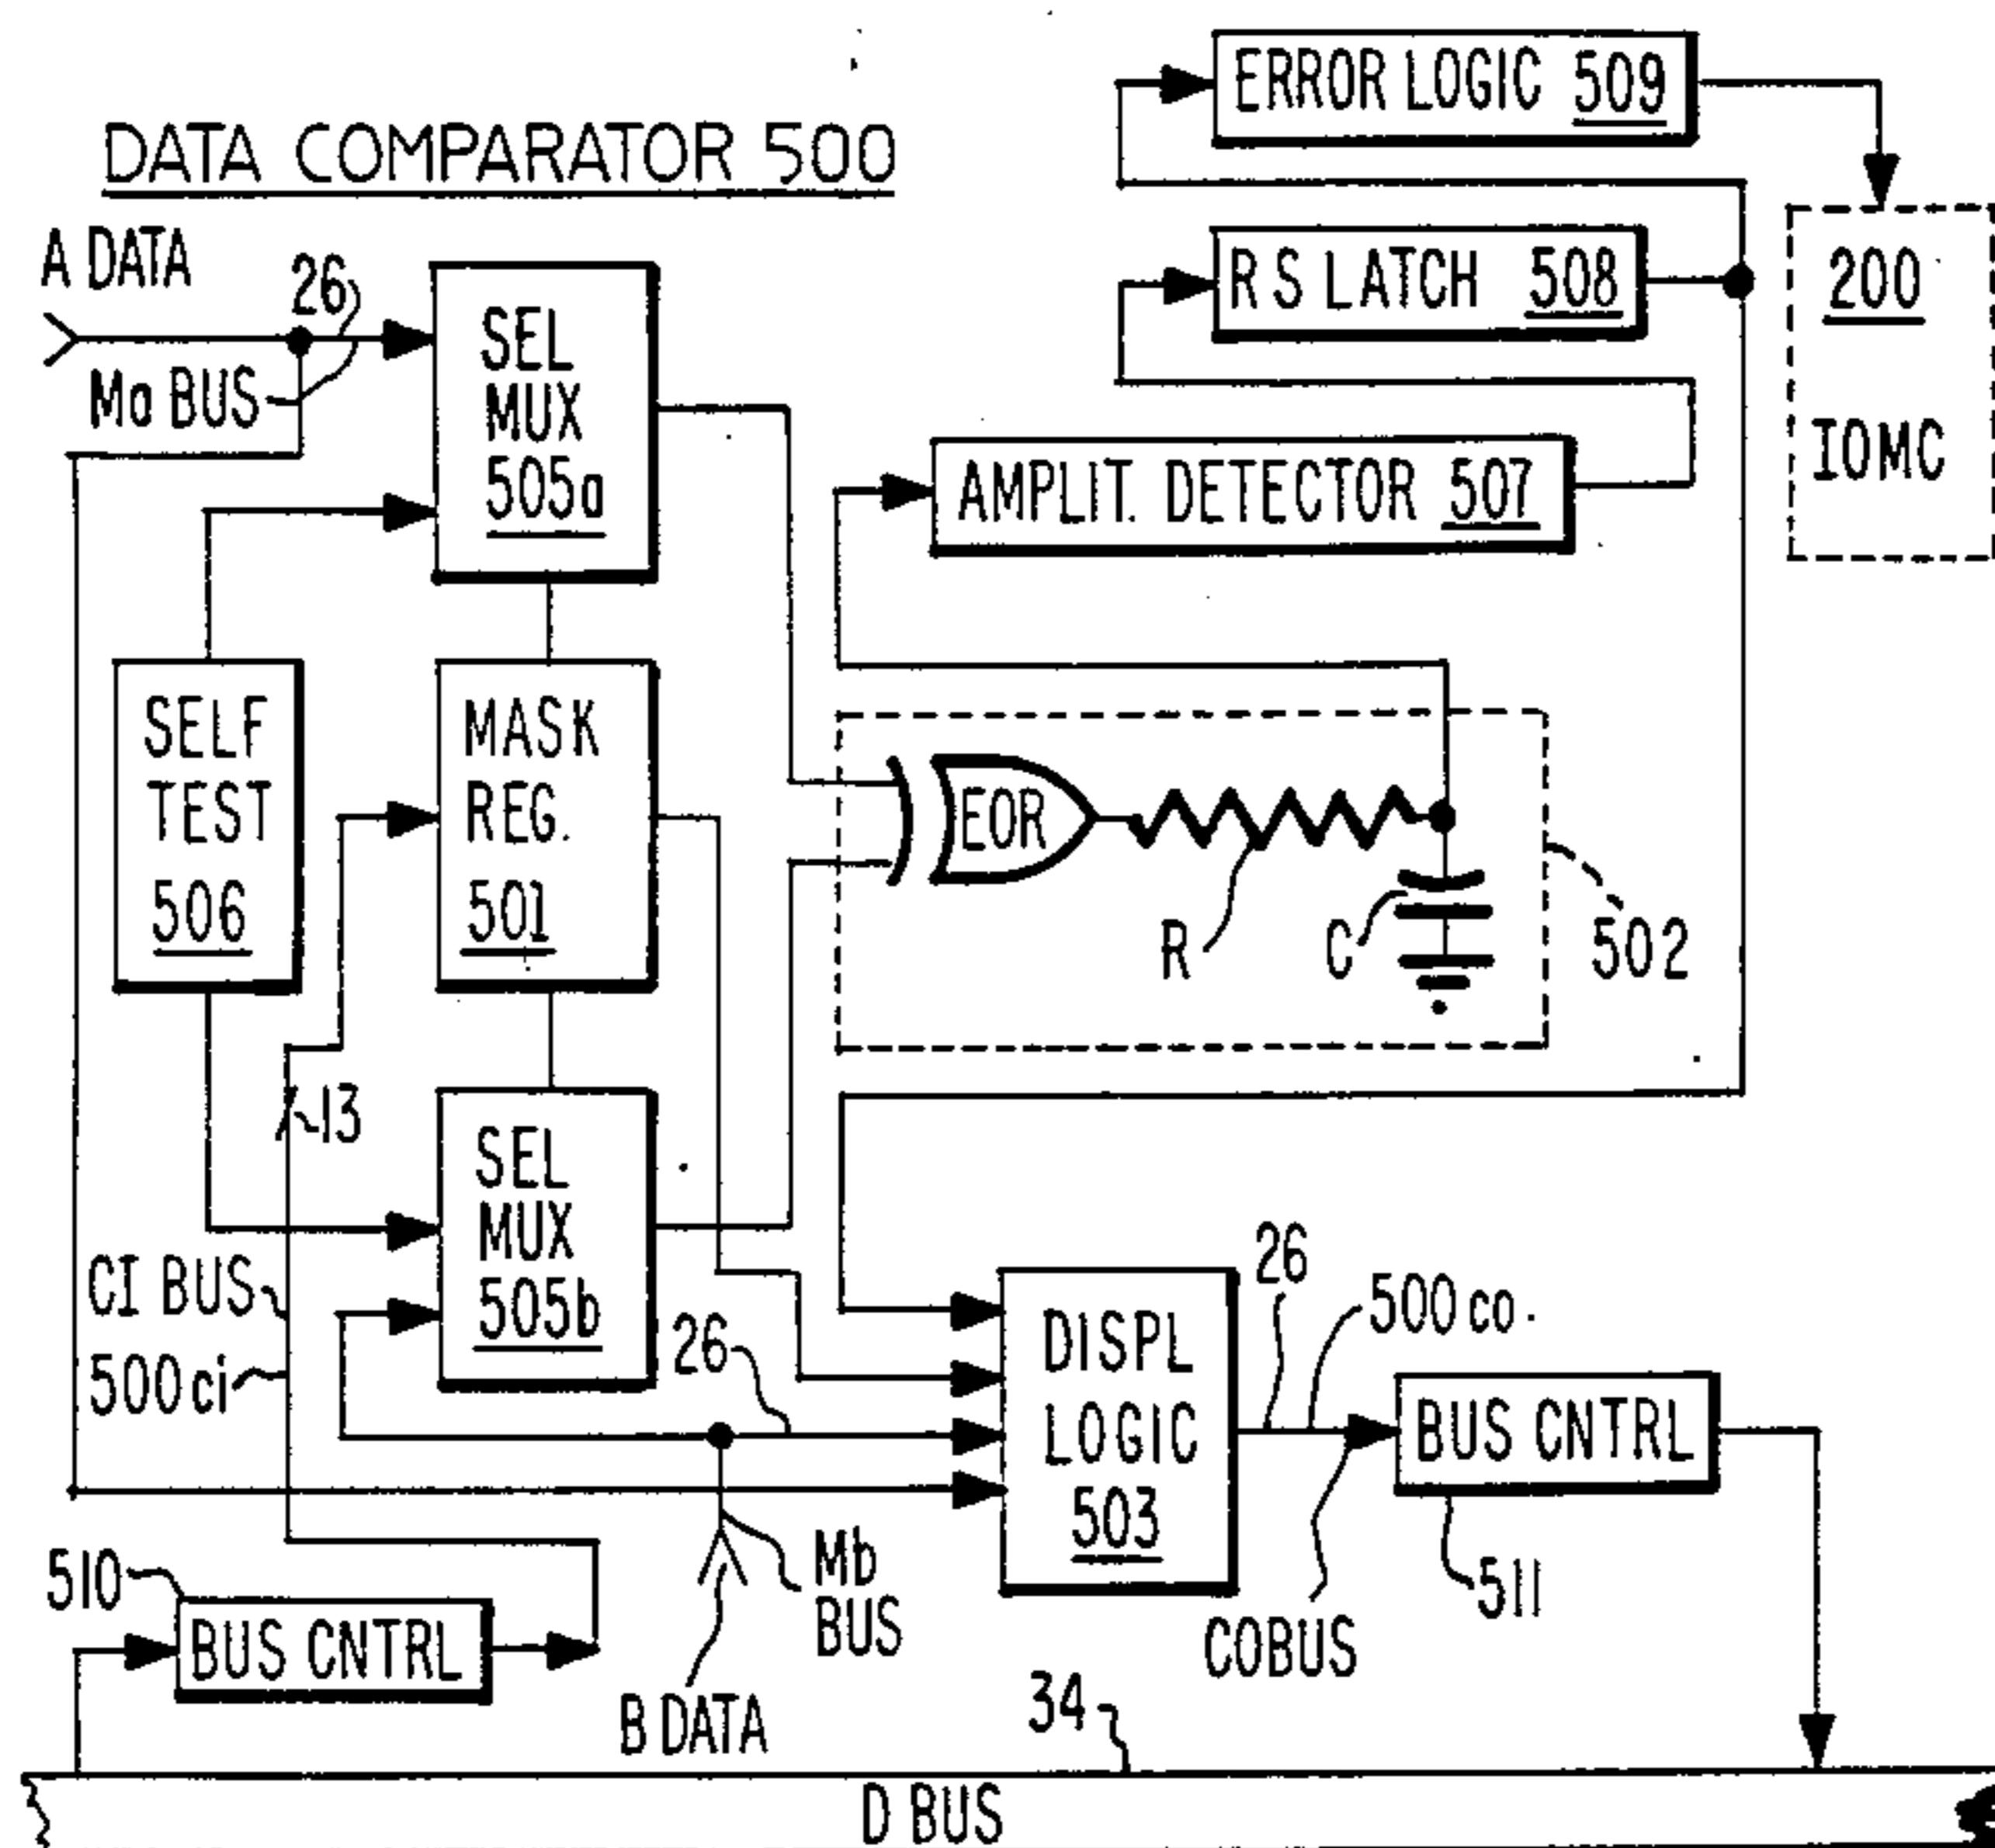 DATA COMPARATOR 500
ERROR LOGIC 509
A DATA
26
Ma BUS
SEL
MUX
505a
R S LATCH 508
200
IOMC
AMPLIT. DETECTOR 507
SELF
TEST
506
MASK
REG.
501
EOR
R
C
502
13
SEL
MUX
505b
CI BUS
500 ci
26
DISPL
LOGIC
503
26
500 co.
BUS CNTRL
511
COBUS
Mb
BUS
510
BUS CNTRL
B DATA
34
D BUS